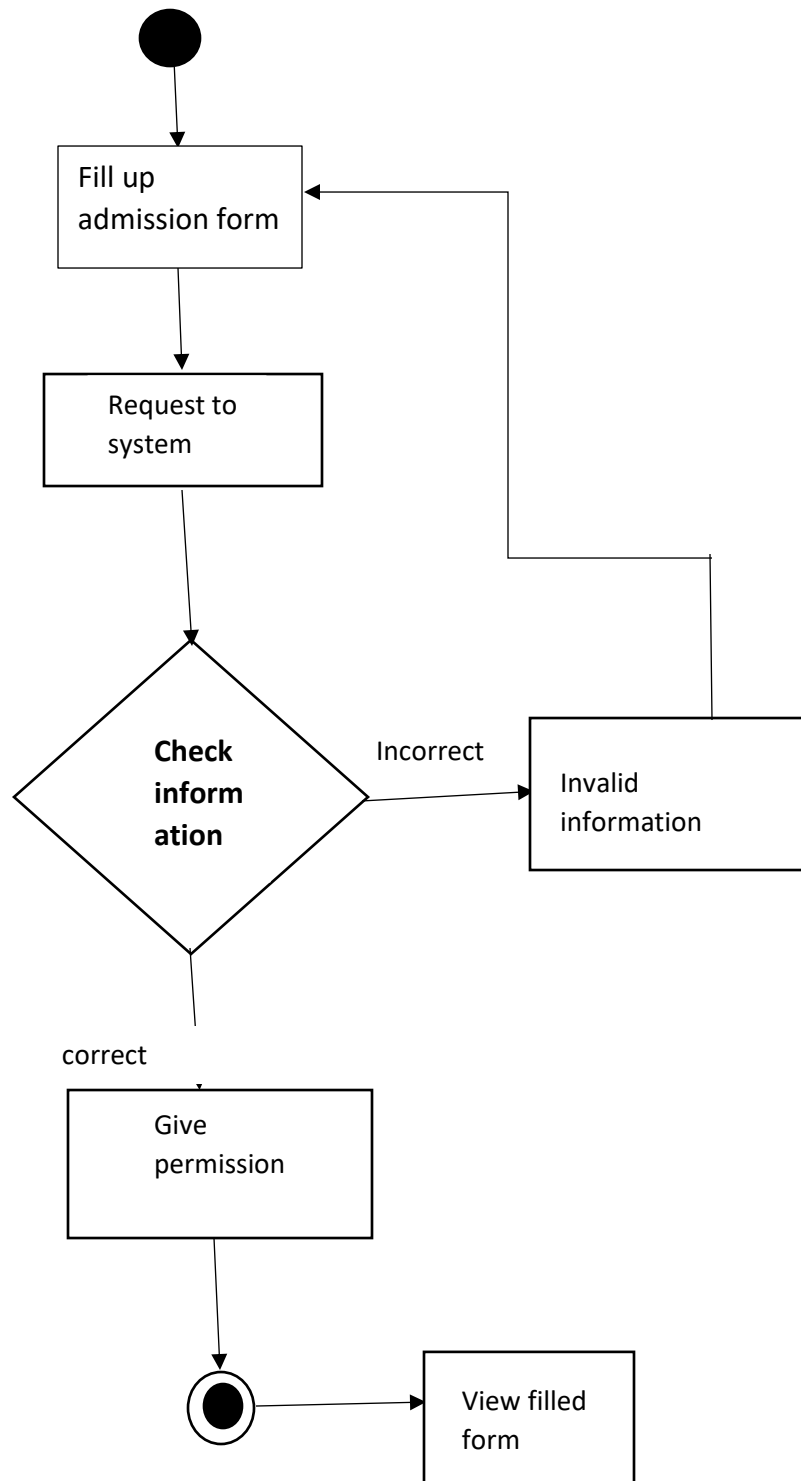 Fill up
admission form
Request to
system
Check
inform
ation
Incorrect
Invalid
information
correct
Give
permission
View filled
form